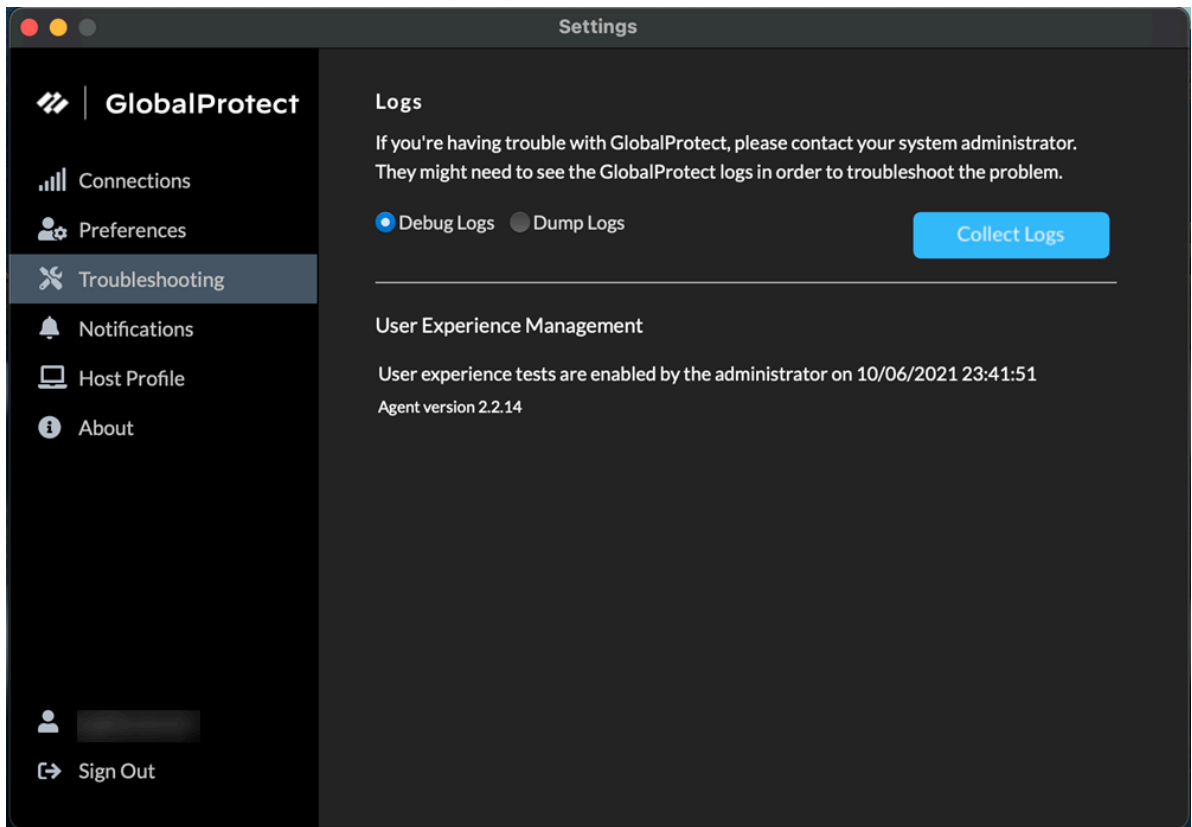 Settings
GlobalProtect
Connections
Preferences
Troubleshooting
Notifications
Host Profile
About
Sign Out
Logs
If you're having trouble with GlobalProtect, please contact your system administrator.
They might need to see the GlobalProtect logs in order to troubleshoot the problem.
Debug Logs Dump Logs
Collect Logs
User Experience Management
User experience tests are enabled by the administrator on 10/06/2021 23:41:51
Agent version 2.2.14